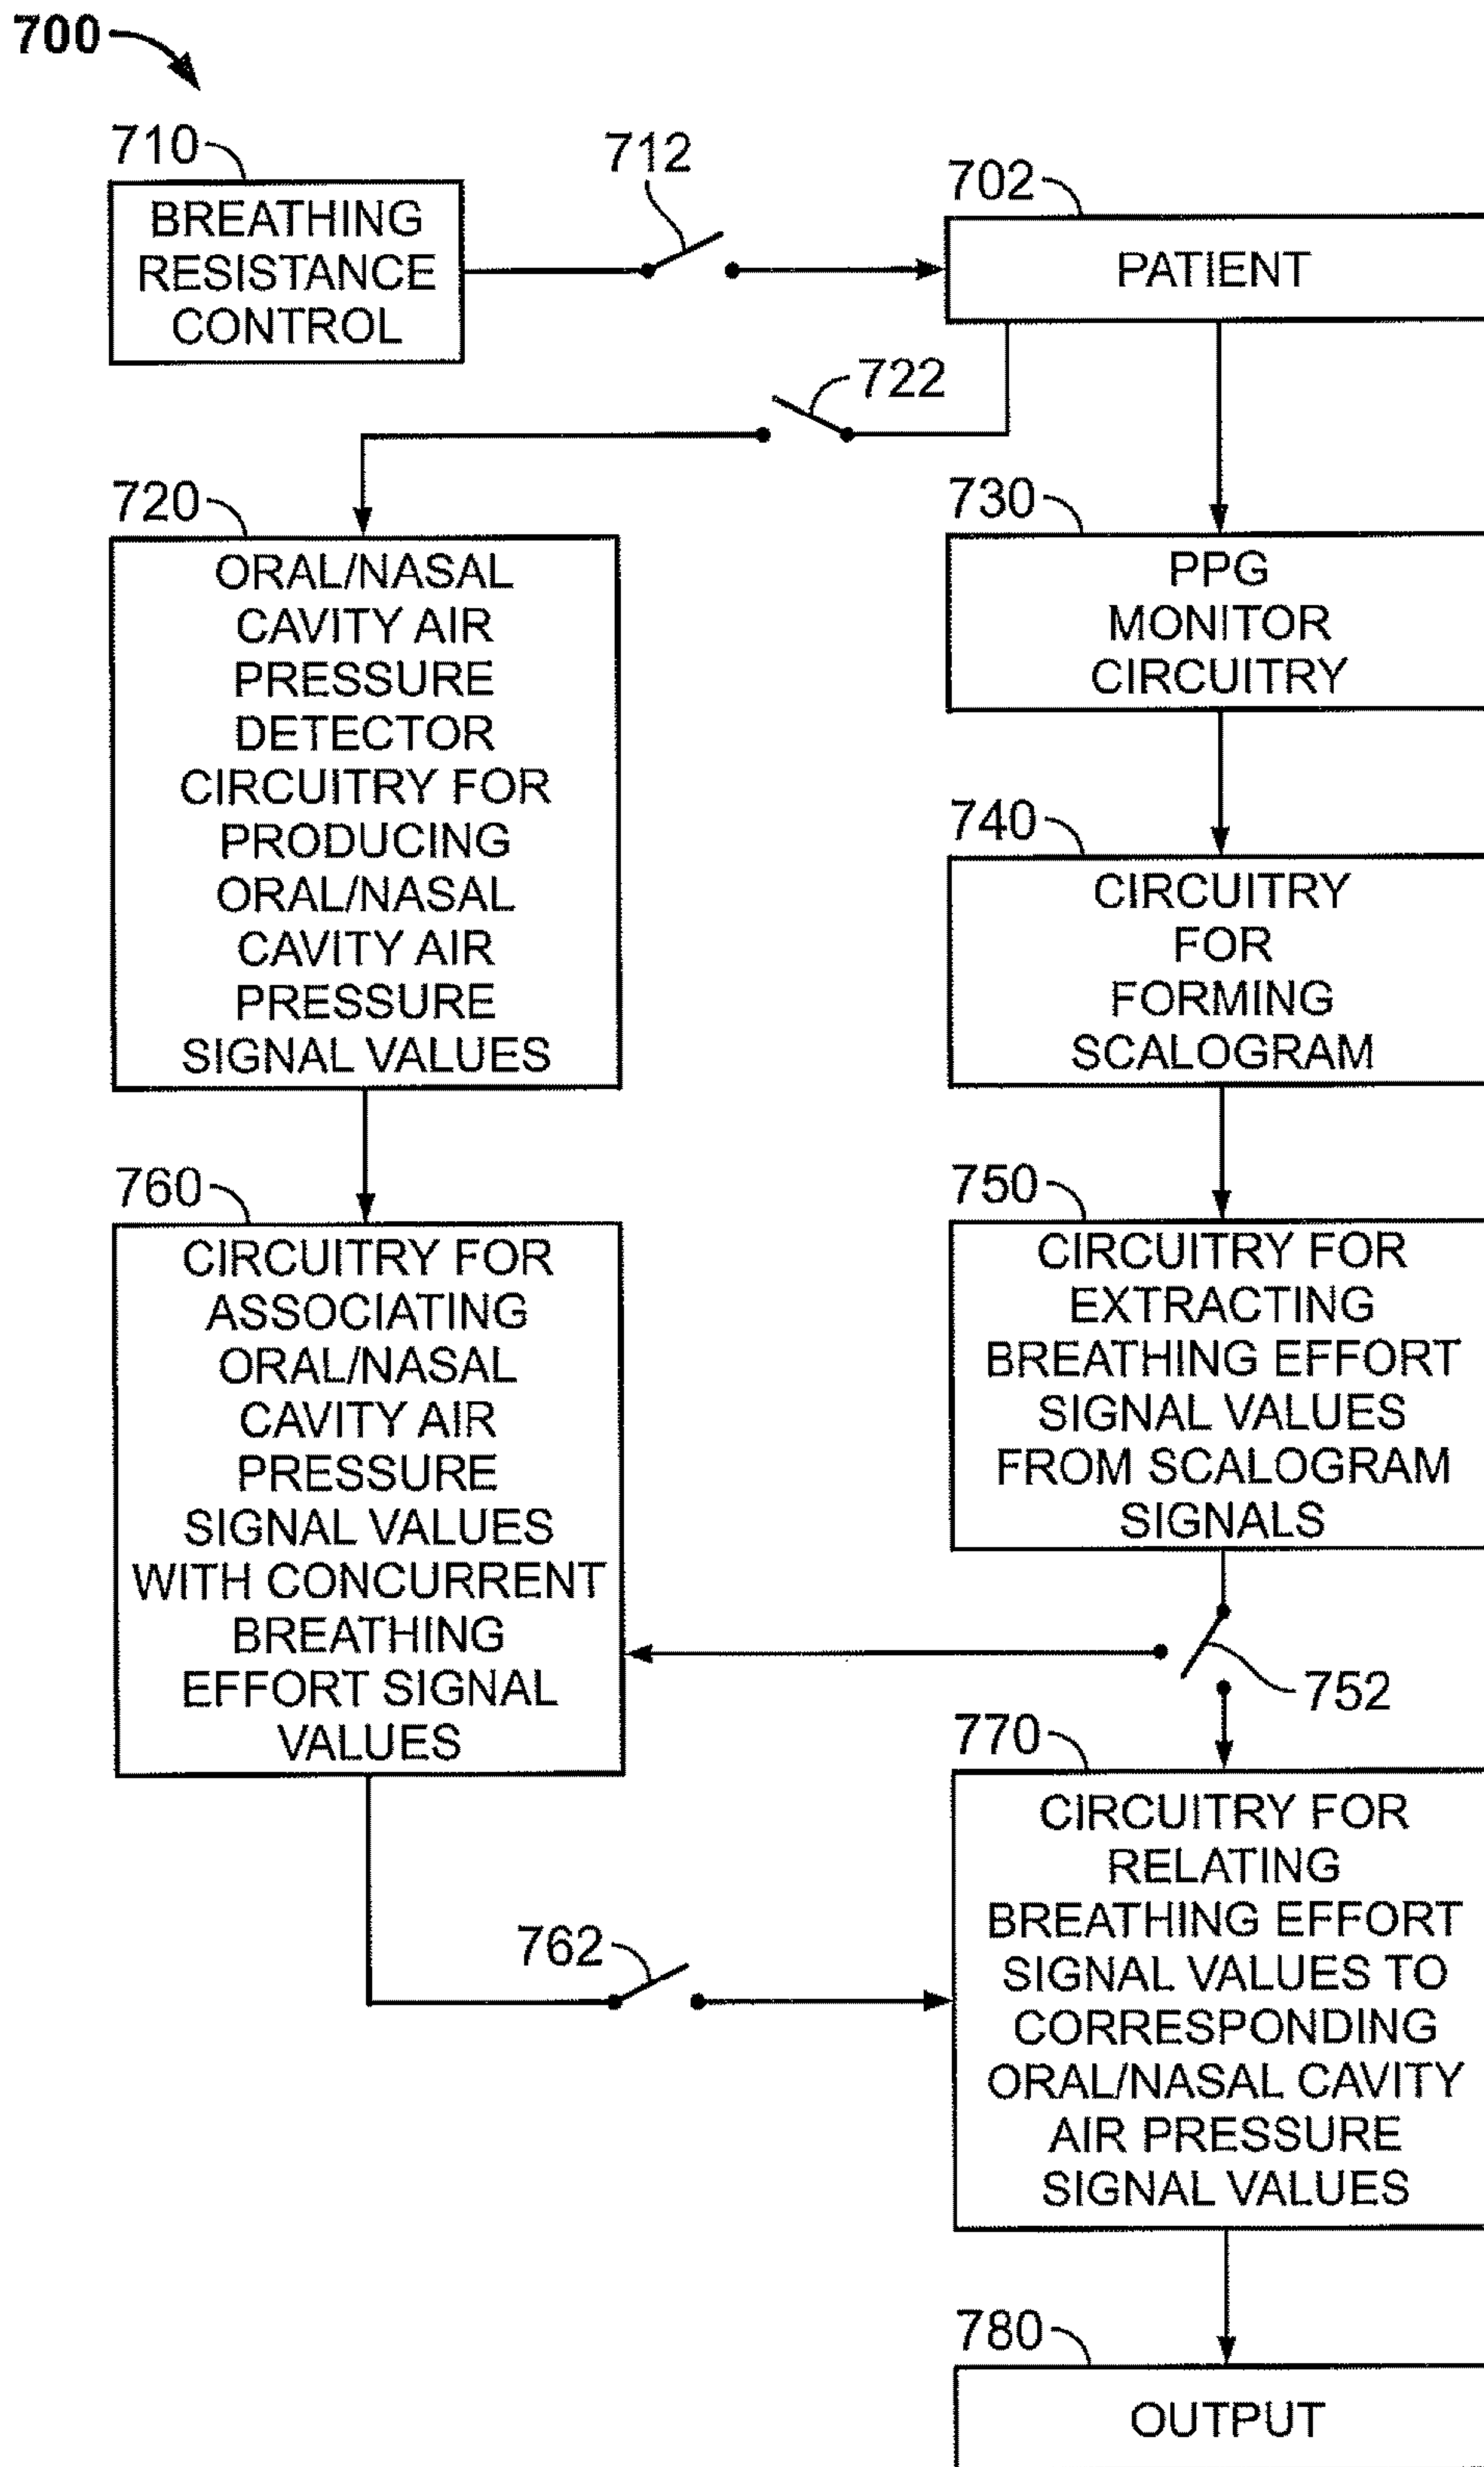 700
710
712
702
BREATHING
RESISTANCE
CONTROL
PATIENT
722
720
730
ORAL/NASAL
CAVITY AIR
PRESSURE
DETECTOR
CIRCUITRY FOR
PRODUCING
ORAL/NASAL
CAVITY AIR
PRESSURE
SIGNAL VALUES
PPG
MONITOR
CIRCUITRY
740
CIRCUITRY
FOR
FORMING
SCALOGRAM
760
750
CIRCUITRY FOR
ASSOCIATING
ORAL/NASAL
CAVITY AIR
PRESSURE
SIGNAL VALUES
WITH CONCURRENT
BREATHING
EFFORT SIGNAL
VALUES
CIRCUITRY FOR
EXTRACTING
BREATHING EFFORT
SIGNAL VALUES
FROM SCALOGRAM
SIGNALS
752
770
762
CIRCUITRY FOR
RELATING
BREATHING EFFORT
SIGNAL VALUES TO
CORRESPONDING
ORAL/NASAL CAVITY
AIR PRESSURE
SIGNAL VALUES
780
OUTPUT